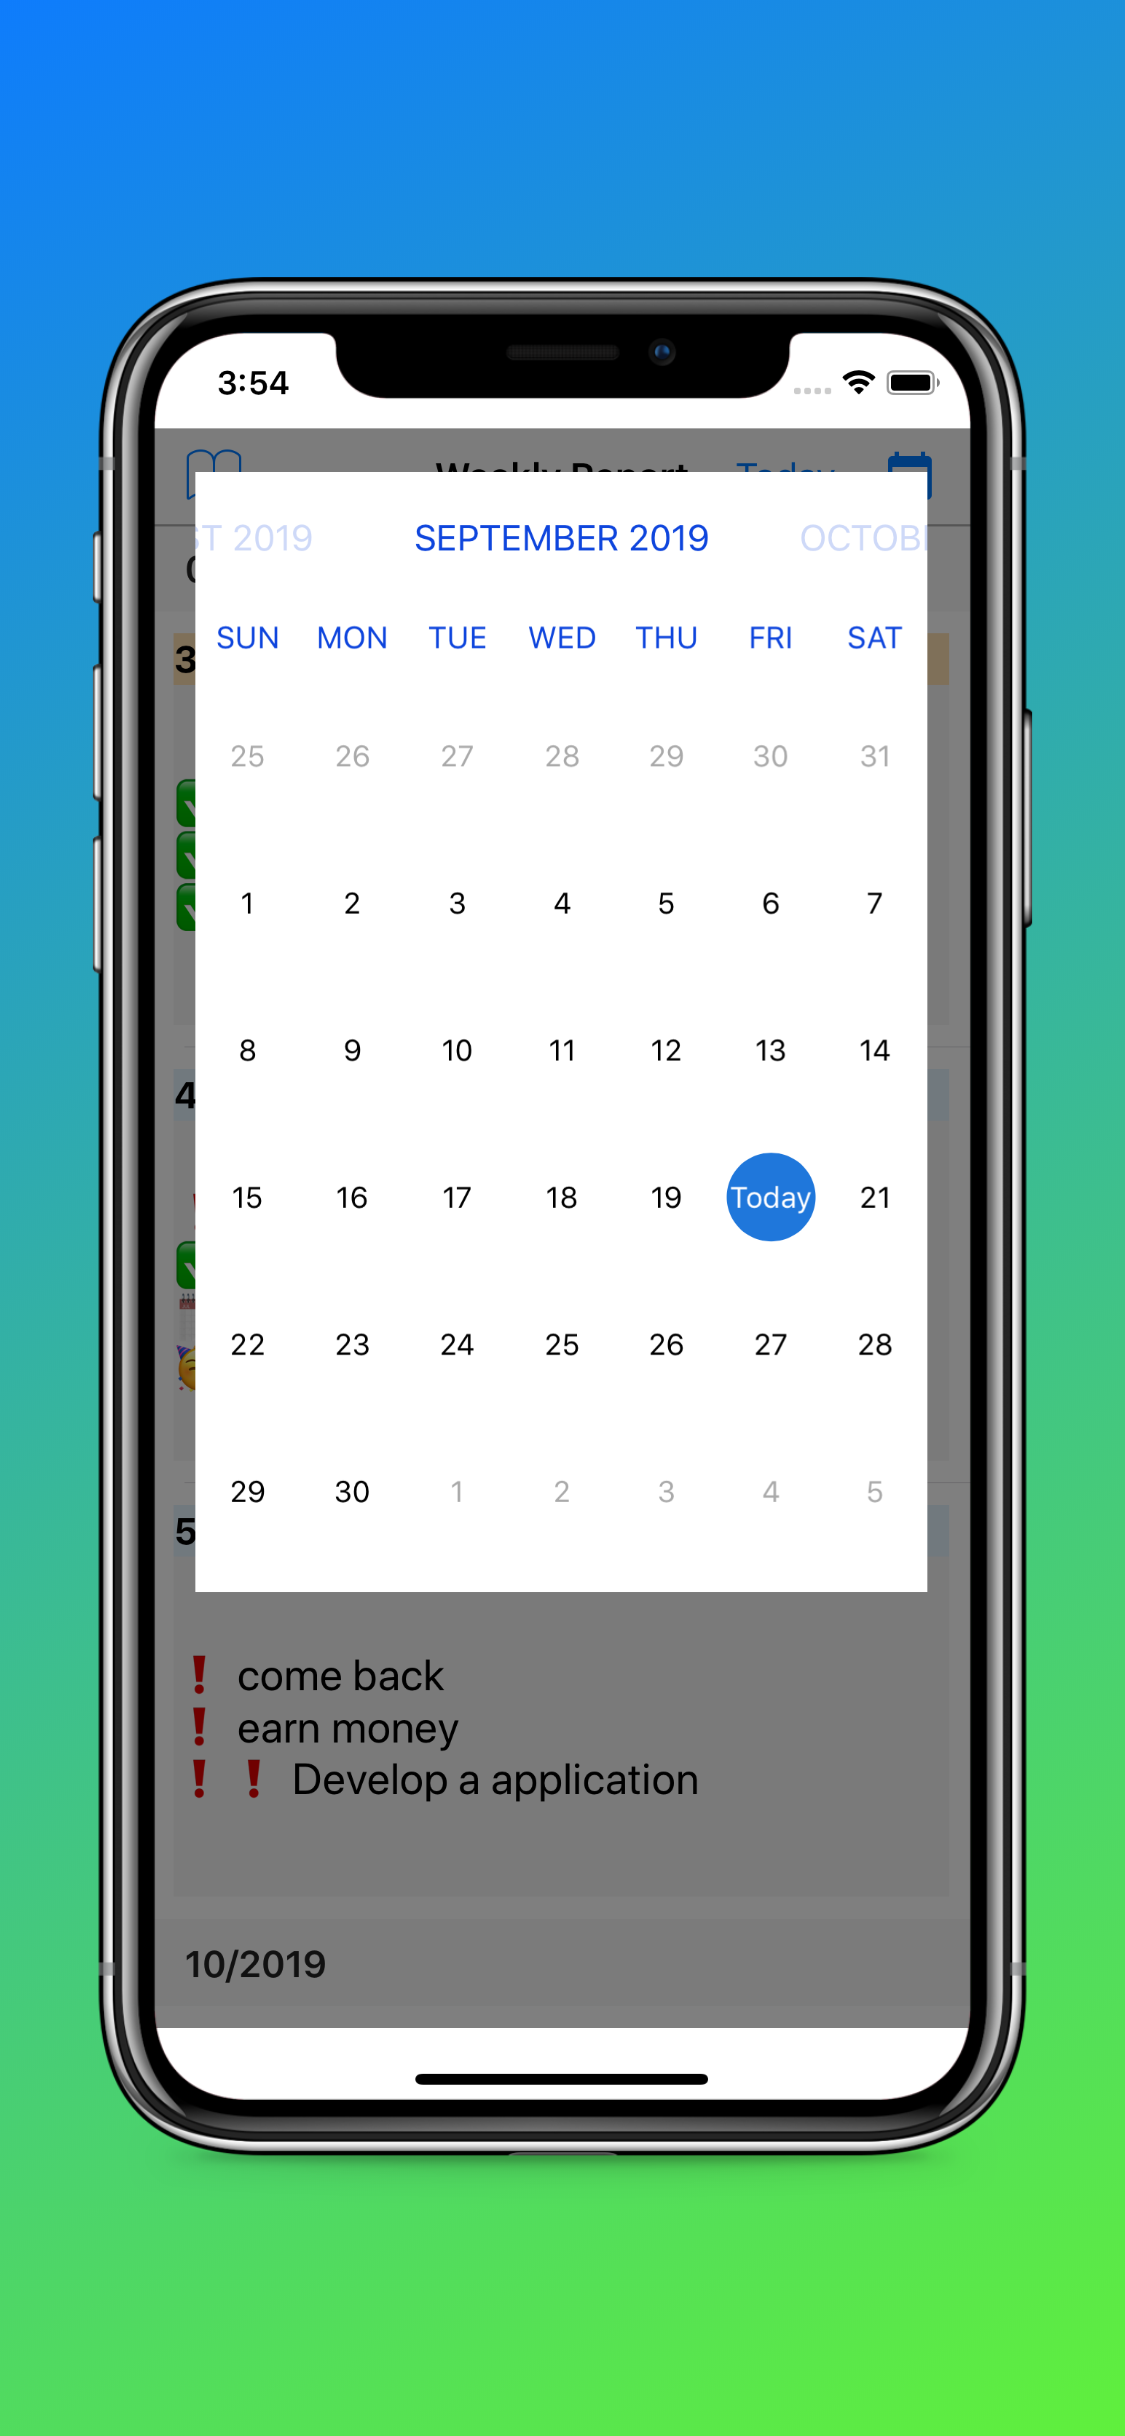 3:54
Weekly Report Today
ST 2019 SEPTEMBER 2019 OCTOB
SUN MON TUE WED THU FRI SAT
25 26 27 28 29 30 31
1 2 3 4 5 6 7
8 9 10 11 12 13 14
15 16 17 18 19 Today 21
22 23 24 25 26 27 28
29 30 1 2 3 4 5
3
4
5
❗ come back
❗ earn money
❗ ❗ Develop a application
10/2019